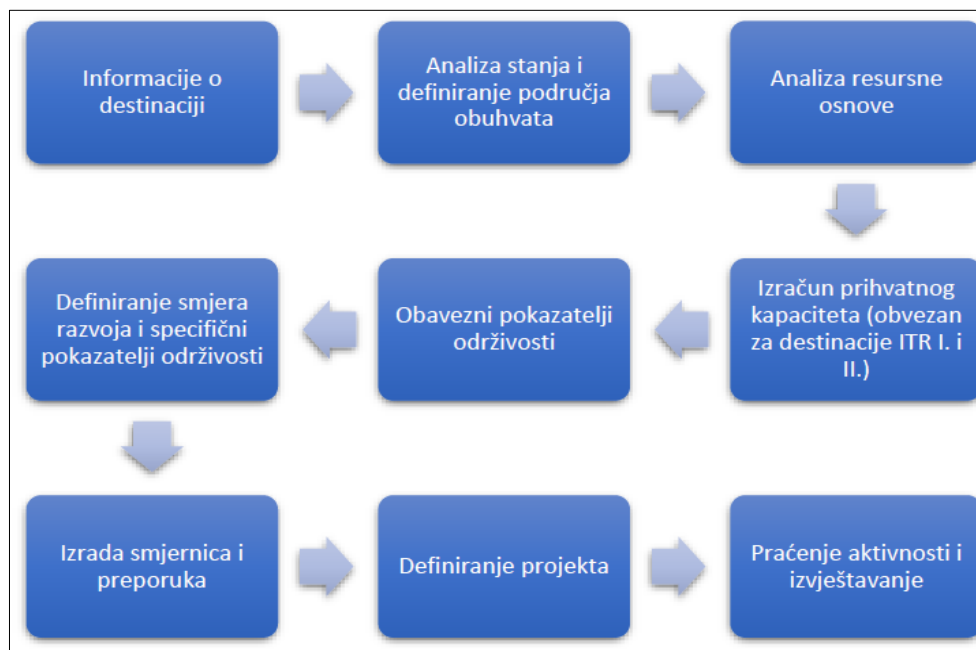 Informacije o
destinaciji
Analiza stanja i
definiranje područja
obuhvata
Analiza resursne
osnove
Izračun prihvatnog
kapaciteta (obvezan
za destinacije ITR I. i
II.)
Obavezni pokazatelji
održivosti
Definiranje smjera
razvoja i specifični
pokazatelji održivosti
Izrada smjernica i
preporuka
Definiranje projekta
Praćenje aktivnosti i
izvještavanje